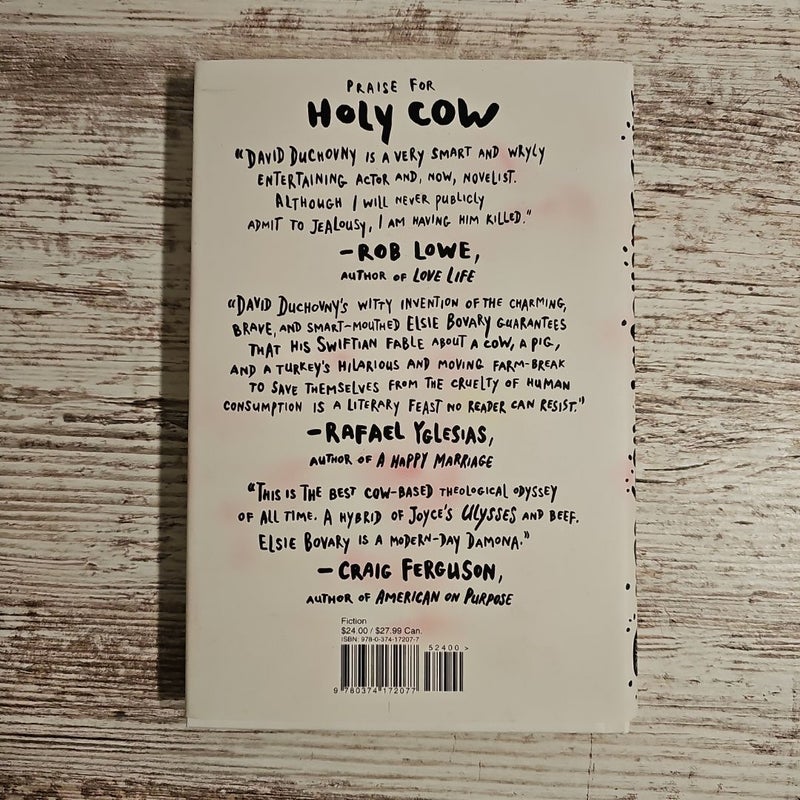 PRAISE FOR
HOLY COW
"DAVID DUCHOVNY IS A VERY SMART AND WRYLY
ENTERTAINING ACTOR AND, NOW, NOVELIST.
ALTHOUGH I WILL NEVER PUBLICLY
ADMIT TO JEALOUSY, I AM HAVING HIM KILLED."
—ROB LOWE,
AUTHOR OF LOVE LIFE
"DAVID DUCHOVNY'S WITTY INVENTION OF THE CHARMING,
BRAVE, AND SMART-MOUTHED ELSIE BOVARY GUARANTEES
THAT HIS SWIFTIAN FABLE ABOUT A COW, A PIG,
AND A TURKEY'S HILARIOUS AND MOVING FARM-BREAK
TO SAVE THEMSELVES FROM THE CRUELTY OF HUMAN
CONSUMPTION IS A LITERARY FEAST NO READER CAN RESIST."
—RAFAEL YGLESIAS,
AUTHOR OF A HAPPY MARRIAGE
"THIS IS THE BEST COW-BASED THEOLOGICAL ODYSSEY
OF ALL TIME. A HYBRID OF JOYCE'S ULYSSES AND BEEF.
ELSIE BOVARY IS A MODERN-DAY DAMONA."
—CRAIG FERGUSON,
AUTHOR OF AMERICAN ON PURPOSE
Fiction
$24.00 / $27.99 Can.
ISBN: 978-0-374-17207-7
52400 >
9 780374 172077